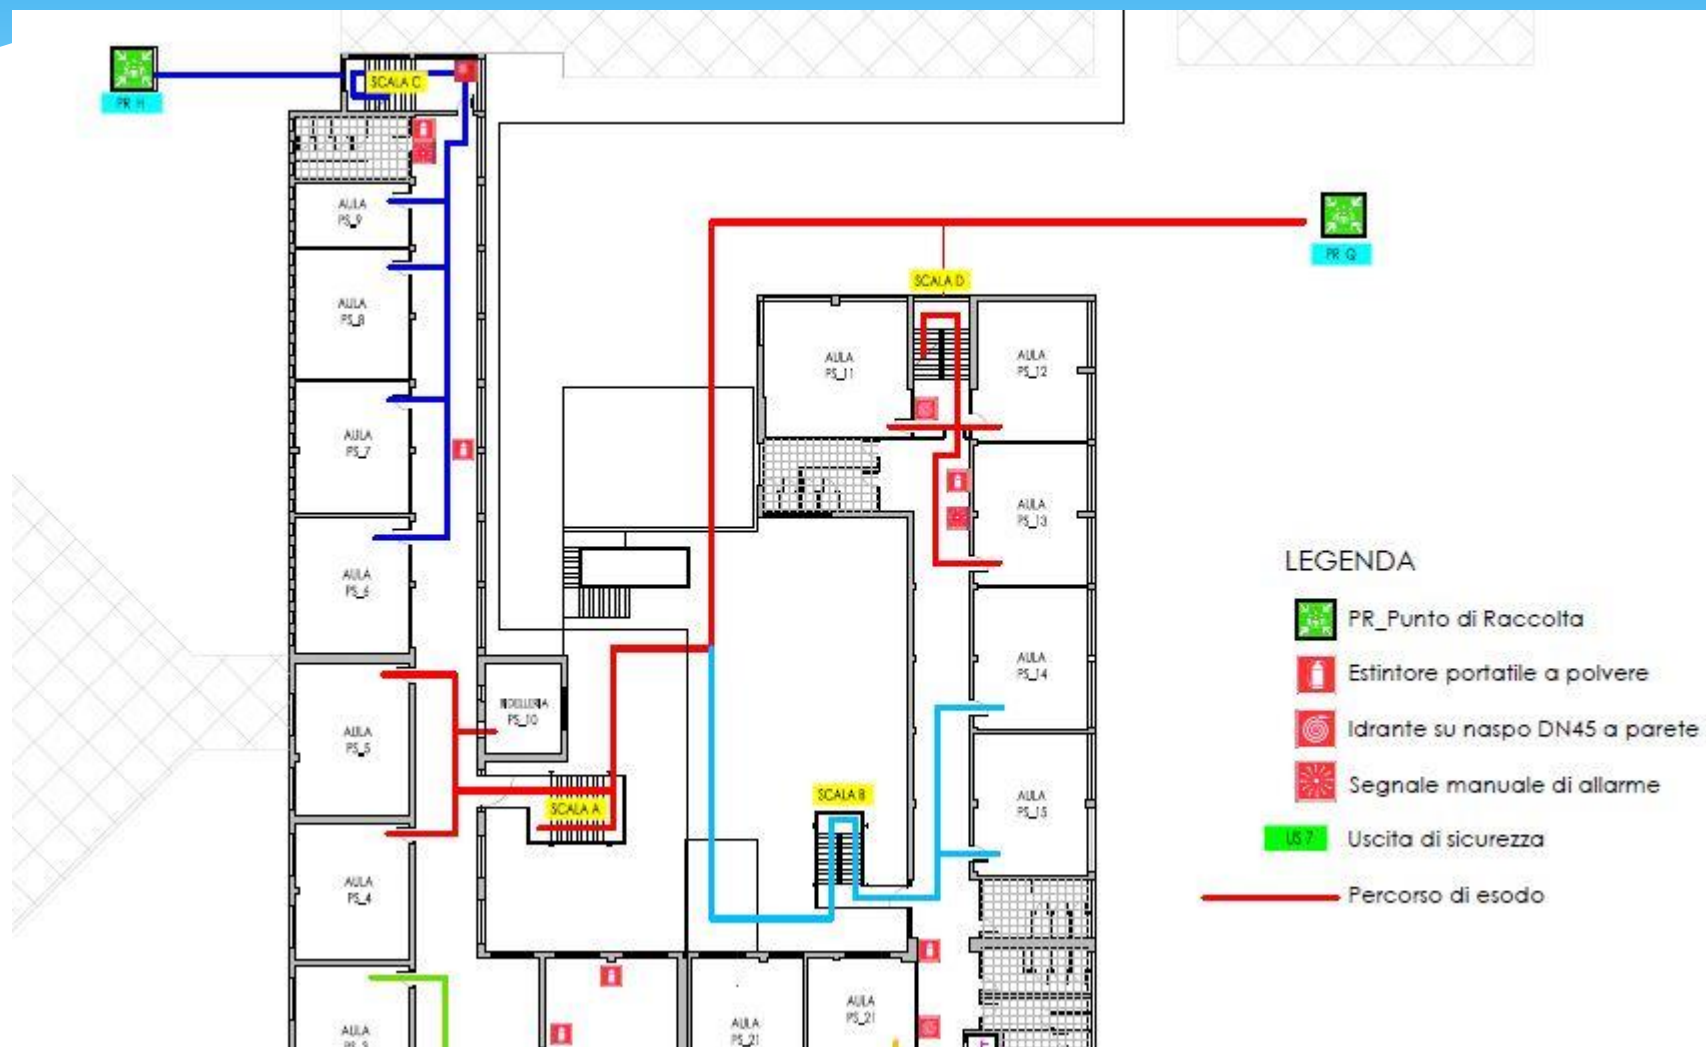 PR H
SCALA C
AULA
PS_9
AULA
PS_8
AULA
PS_7
AULA
PS_6
AULA
PS_5
PS_10
SCALA A
AULA
PS_4
AULA
PR Q
SCALA D
AULA
PS_11
AULA
PS_12
AULA
PS_13
AULA
PS_14
SCALA B
AULA
PS_15
AULA
PS_21
AULA
PS_21
LEGENDA
PR_Punto di Raccolta
Estintore portatile a polvere
Idrante su naspo DN45 a parete
Segnale manuale di allarme
US 7 Uscita di sicurezza
Percorso di esodo